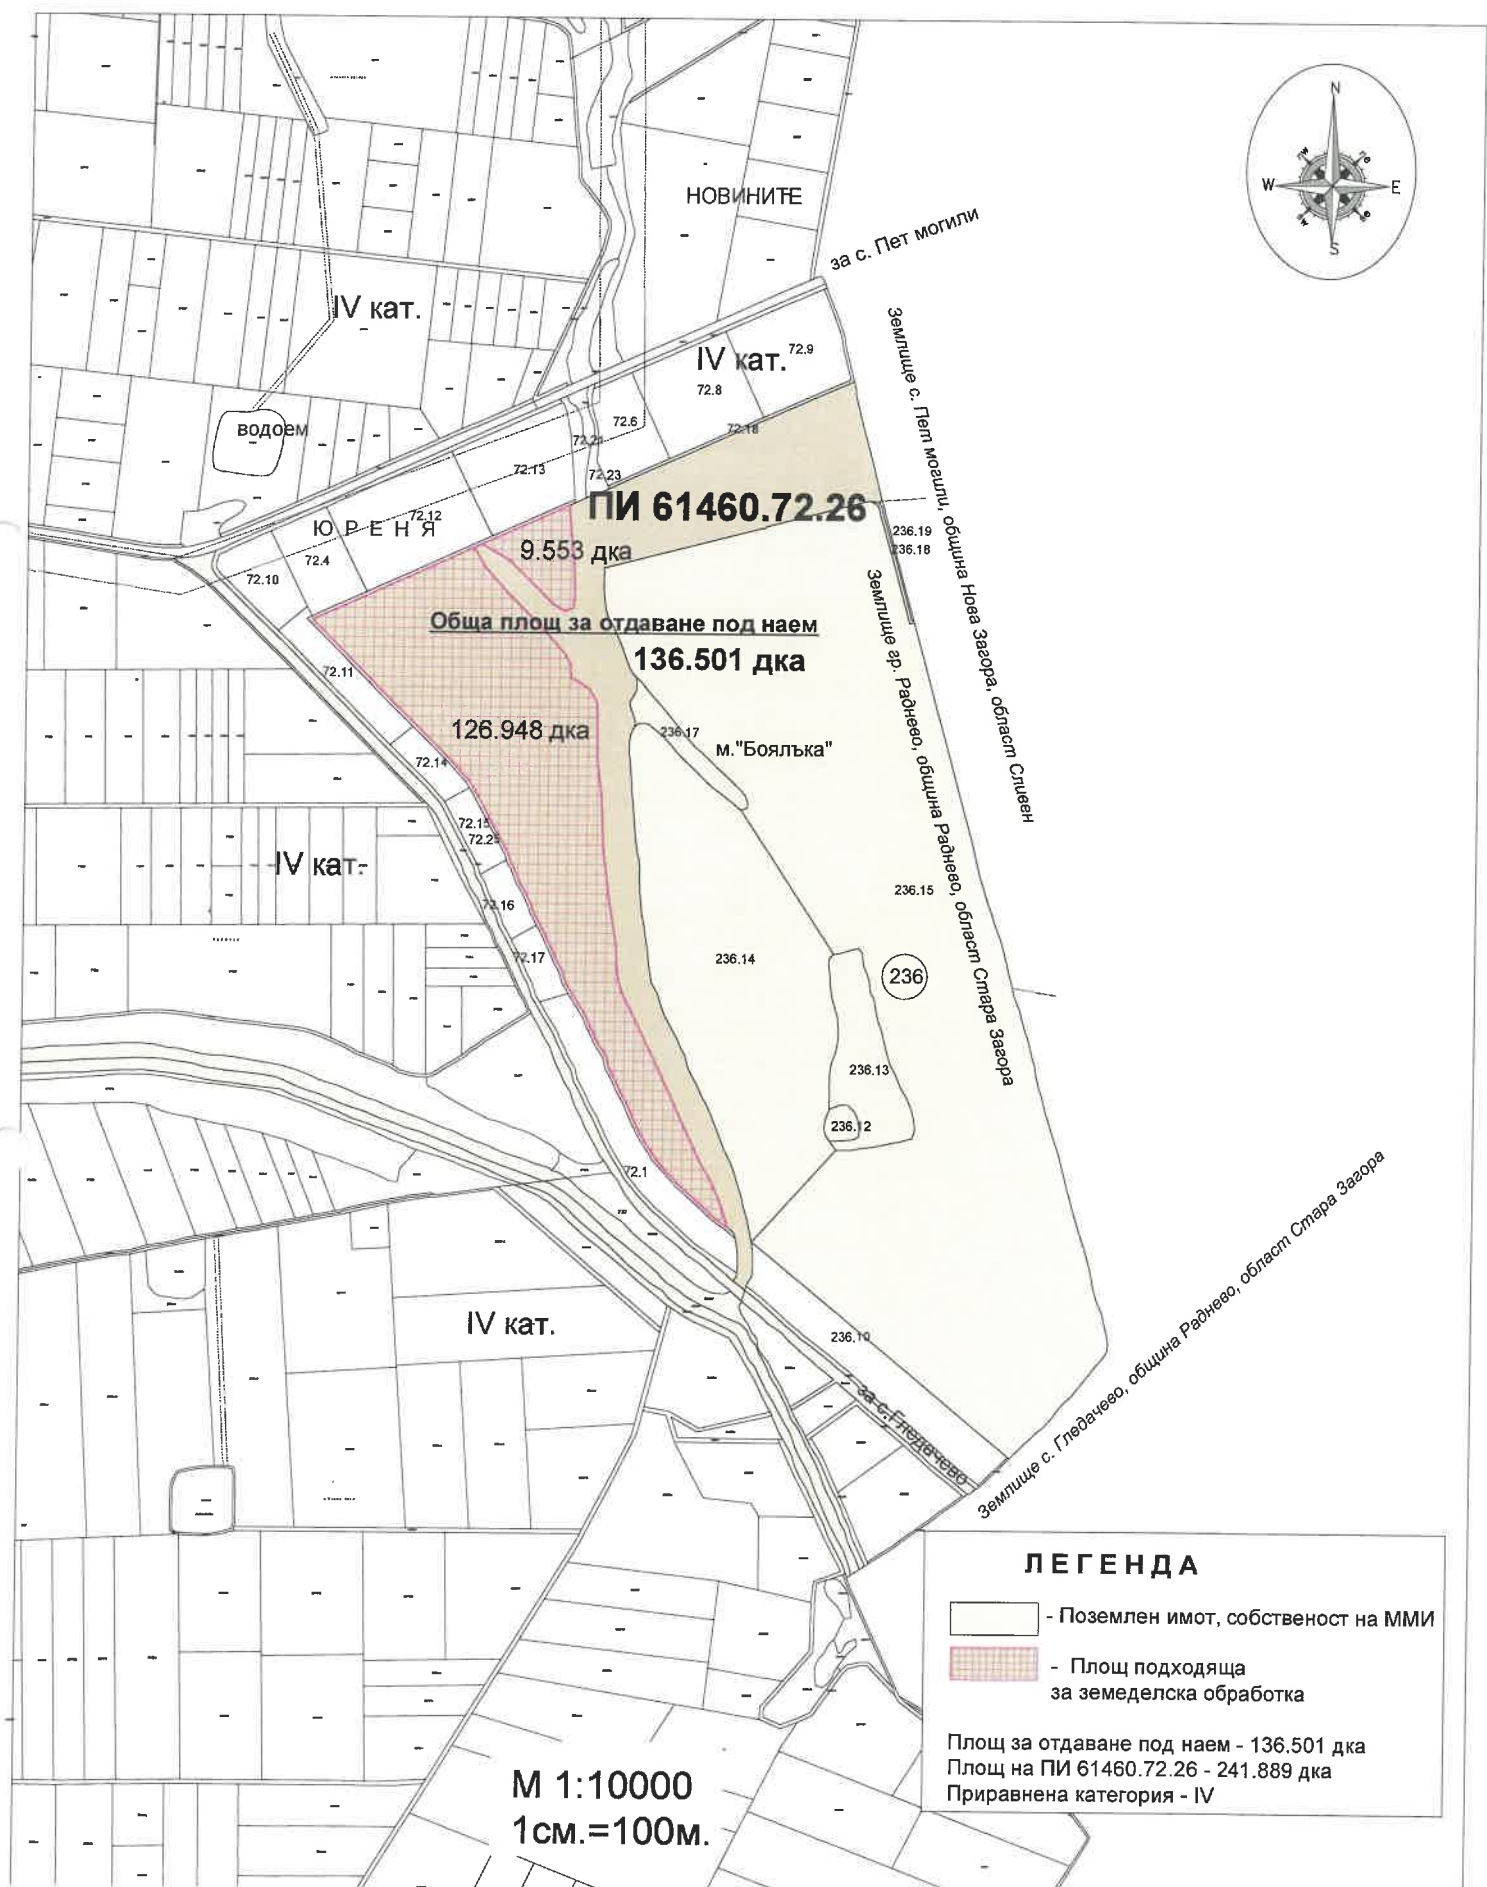 N
W
E
S
НОВИНИТЕ
за с. Пет могили
IV кат.
IV кат.
72.9
72.8
72.6
72.18
72.21
водоем
72.13
72.23
72.12
ЮРЕНЯ
ПИ 61460.72.26
Землище с. Пет могили, община Нова Загора, област Сливен
236.19
236.18
9.553 дка
72.4
72.10
Землище гр. Раднево, община Раднево, област Стара Загора
Обща площ за отдаване под наем
136.501 дка
72.11
126.948 дка
236.17
м."Боялъка"
72.14
72.15
72.25
IV кат.
236.15
72.16
72.17
236.14
236
236.13
236.12
72.1
IV кат.
236.10
за с.Гледачево
Землище с. Гледачево, община Раднево, област Стара Загора
ЛЕГЕНДА
- Поземлен имот, собственост на ММИ
- Площ подходяща
за земеделска обработка
Площ за отдаване под наем - 136.501 дка
Площ на ПИ 61460.72.26 - 241.889 дка
Приравнена категория - IV
М 1:10000
1см.=100м.